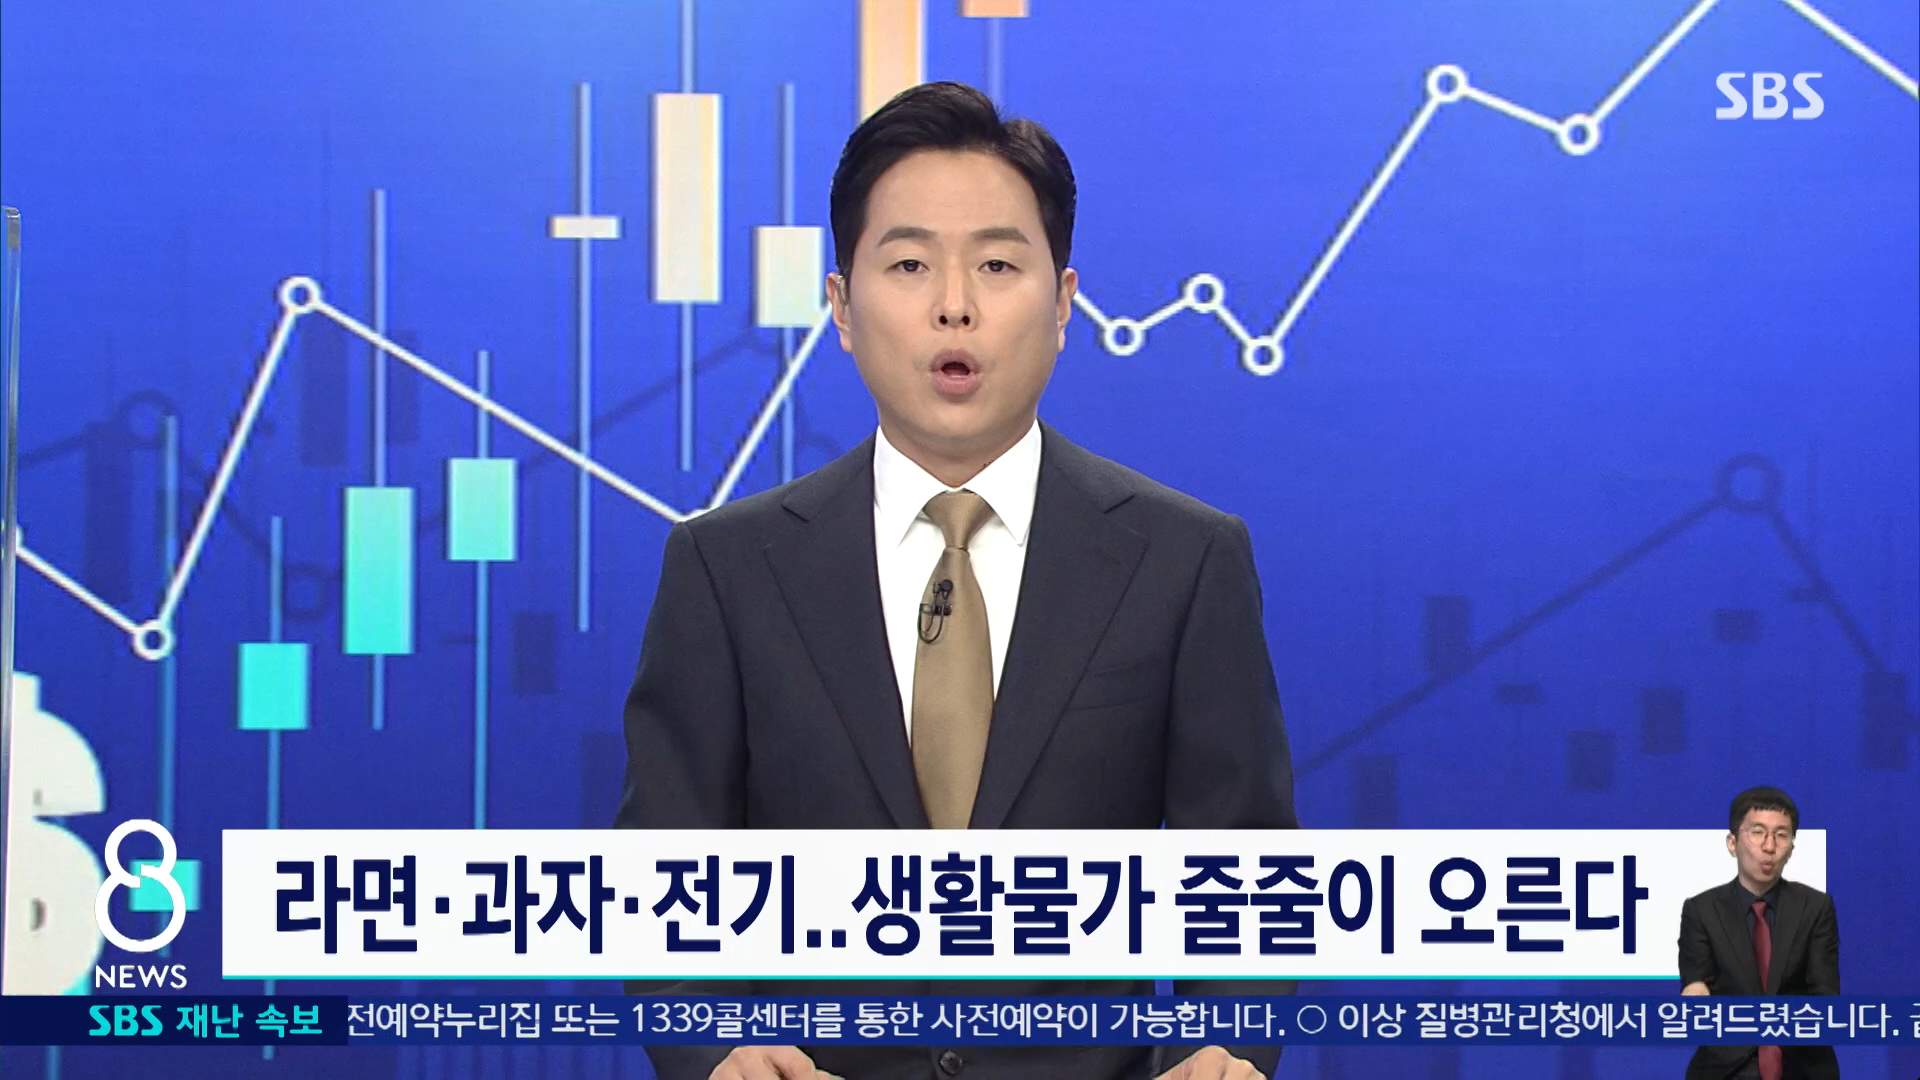 SBS
8
NEWS
라면·과자·전기..생활물가 줄줄이 오른다
SBS 재난 속보
전예약누리집 또는 1339콜센터를 통한 사전예약이 가능합니다. ○ 이상 질병관리청에서 알려드렸습니다.